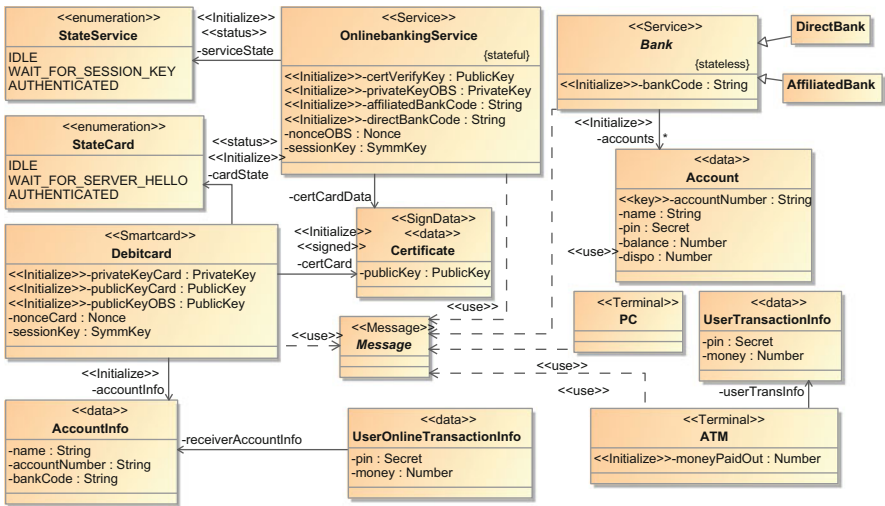 <<enumeration>>
StateService
IDLE
WAIT_FOR_SESSION_KEY
AUTHENTICATED
<<Initialize>>
<<status>>
-serviceState
<<Service>>
OnlinebankingService
{stateful}
<<Initialize>>-certVerifyKey : PublicKey
<<Initialize>>-privateKeyOBS : PrivateKey
<<Initialize>>-affiliatedBankCode : String
<<Initialize>>-directBankCode : String
-nonceOBS : Nonce
-sessionKey : SymmKey
<<Service>>
Bank
{stateless}
<<Initialize>>-bankCode : String
DirectBank
AffiliatedBank
<<Initialize>>
-accounts *
<<enumeration>>
StateCard
IDLE
WAIT_FOR_SERVER_HELLO
AUTHENTICATED
<<status>>
<<Initialize>>
-cardState
<<data>>
Account
<<key>>-accountNumber : String
-name : String
-pin : Secret
-balance : Number
-dispo : Number
<<use>>
-certCardData
<<SignData>>
<<data>>
Certificate
-publicKey : PublicKey
<<Initialize>>
<<signed>>
-certCard
<<Smartcard>>
Debitcard
<<Initialize>>-privateKeyCard : PrivateKey
<<Initialize>>-publicKeyCard : PublicKey
<<Initialize>>-publicKeyOBS : PublicKey
-nonceCard : Nonce
-sessionKey : SymmKey
<<use>>
<<Message>>
Message
<<use>>
<<Terminal>>
PC
<<use>>
<<data>>
UserTransactionInfo
-pin : Secret
-money : Number
<<use>>
-userTransInfo
<<Initialize>>
-accountInfo
<<data>>
AccountInfo
-name : String
-accountNumber : String
-bankCode : String
-receiverAccountInfo
<<data>>
UserOnlineTransactionInfo
-pin : Secret
-money : Number
<<Terminal>>
ATM
<<Initialize>>-moneyPaidOut : Number